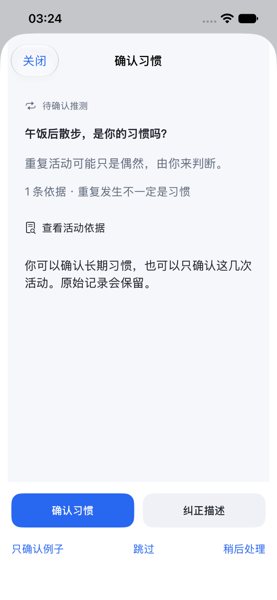 03:24
关闭
确认习惯
待确认推测
午饭后散步，是你的习惯吗？
重复活动可能只是偶然，由你来判断。
1 条依据 · 重复发生不一定是习惯
查看活动依据
你可以确认长期习惯，也可以只确认这几次
活动。原始记录会保留。
确认习惯
纠正描述
只确认例子
跳过
稍后处理